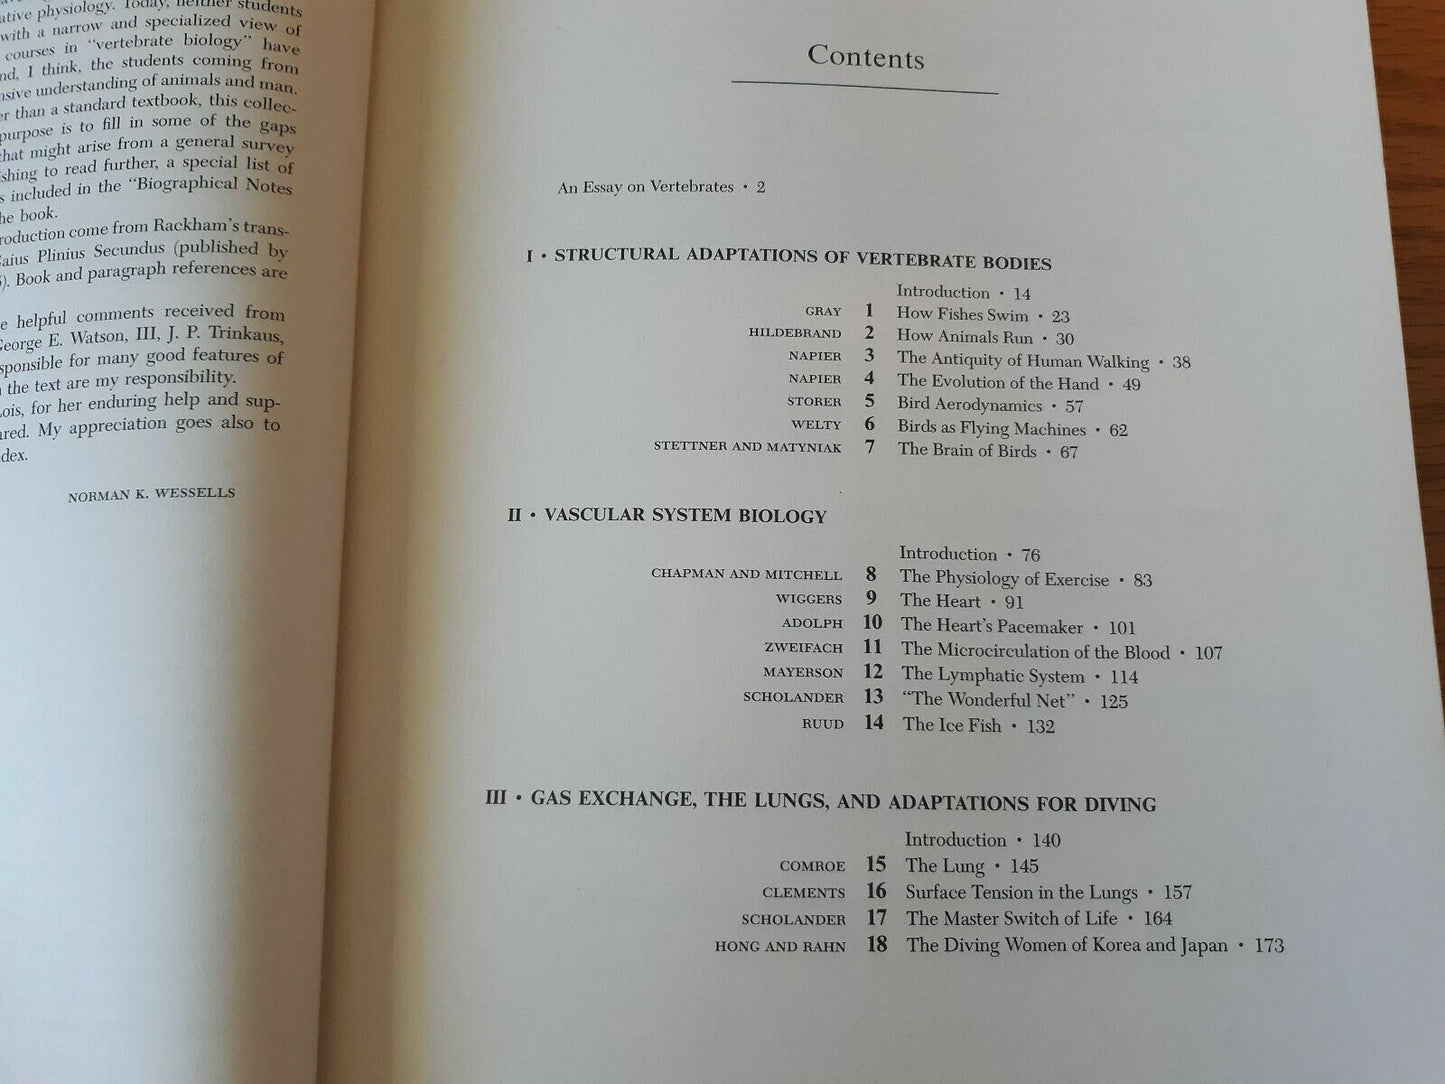 ative physiology. Today, neither students
with a narrow and specialized view of
courses in "vertebrate biology" have
nd, I think, the students coming from
nsive understanding of animals and man.
er than a standard textbook, this collec-
purpose is to fill in some of the gaps
that might arise from a general survey
shing to read further, a special list of
s included in the "Biographical Notes
he book.
roduction come from Rackham's trans-
Caius Plinius Secundus (published by
). Book and paragraph references are
e helpful comments received from
George E. Watson, III, J. P. Trinkaus,
sponsible for many good features of
the text are my responsibility.
Lois, for her enduring help and sup-
ared. My appreciation goes also to
dex.
NORMAN K. WESSELLS
Contents
An Essay on Vertebrates • 2
I • STRUCTURAL ADAPTATIONS OF VERTEBRATE BODIES
Introduction • 14
GRAY 1 How Fishes Swim • 23
HILDEBRAND 2 How Animals Run • 30
NAPIER 3 The Antiquity of Human Walking • 38
NAPIER 4 The Evolution of the Hand • 49
STORER 5 Bird Aerodynamics • 57
WELTY 6 Birds as Flying Machines • 62
STETTNER AND MATYNIAK 7 The Brain of Birds • 67
II • VASCULAR SYSTEM BIOLOGY
Introduction • 76
CHAPMAN AND MITCHELL 8 The Physiology of Exercise • 83
WIGGERS 9 The Heart • 91
ADOLPH 10 The Heart's Pacemaker • 101
ZWEIFACH 11 The Microcirculation of the Blood • 107
MAYERSON 12 The Lymphatic System • 114
SCHOLANDER 13 "The Wonderful Net" • 125
RUUD 14 The Ice Fish • 132
III • GAS EXCHANGE, THE LUNGS, AND ADAPTATIONS FOR DIVING
Introduction • 140
COMROE 15 The Lung • 145
CLEMENTS 16 Surface Tension in the Lungs • 157
SCHOLANDER 17 The Master Switch of Life • 164
HONG AND RAHN 18 The Diving Women of Korea and Japan • 173